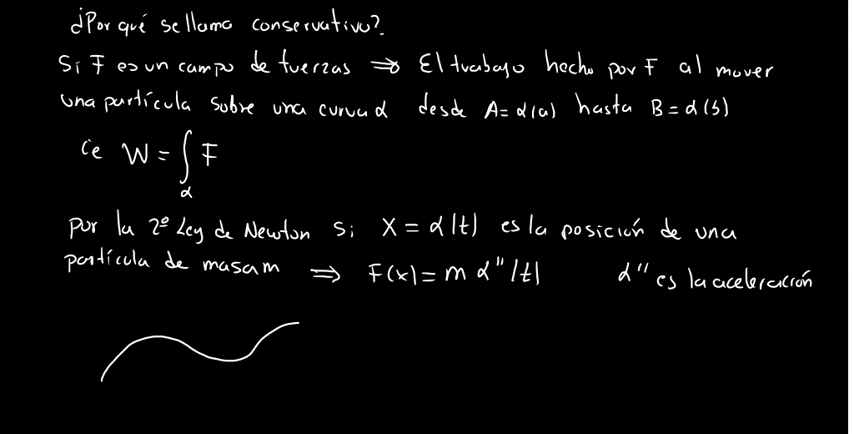 ¿Por qué se llama conservativo?.
Si F es un campo de fuerzas ⇒ El trabajo hecho por F al mover
una partícula sobre una curva α desde A=α(a) hasta B=α(b)
ie W=∫_α F
por la 2º Ley de Newton Si X=α(t) es la posición de una
partícula de masa m ⇒ F(x)=m α''(t) α'' es la aceleración